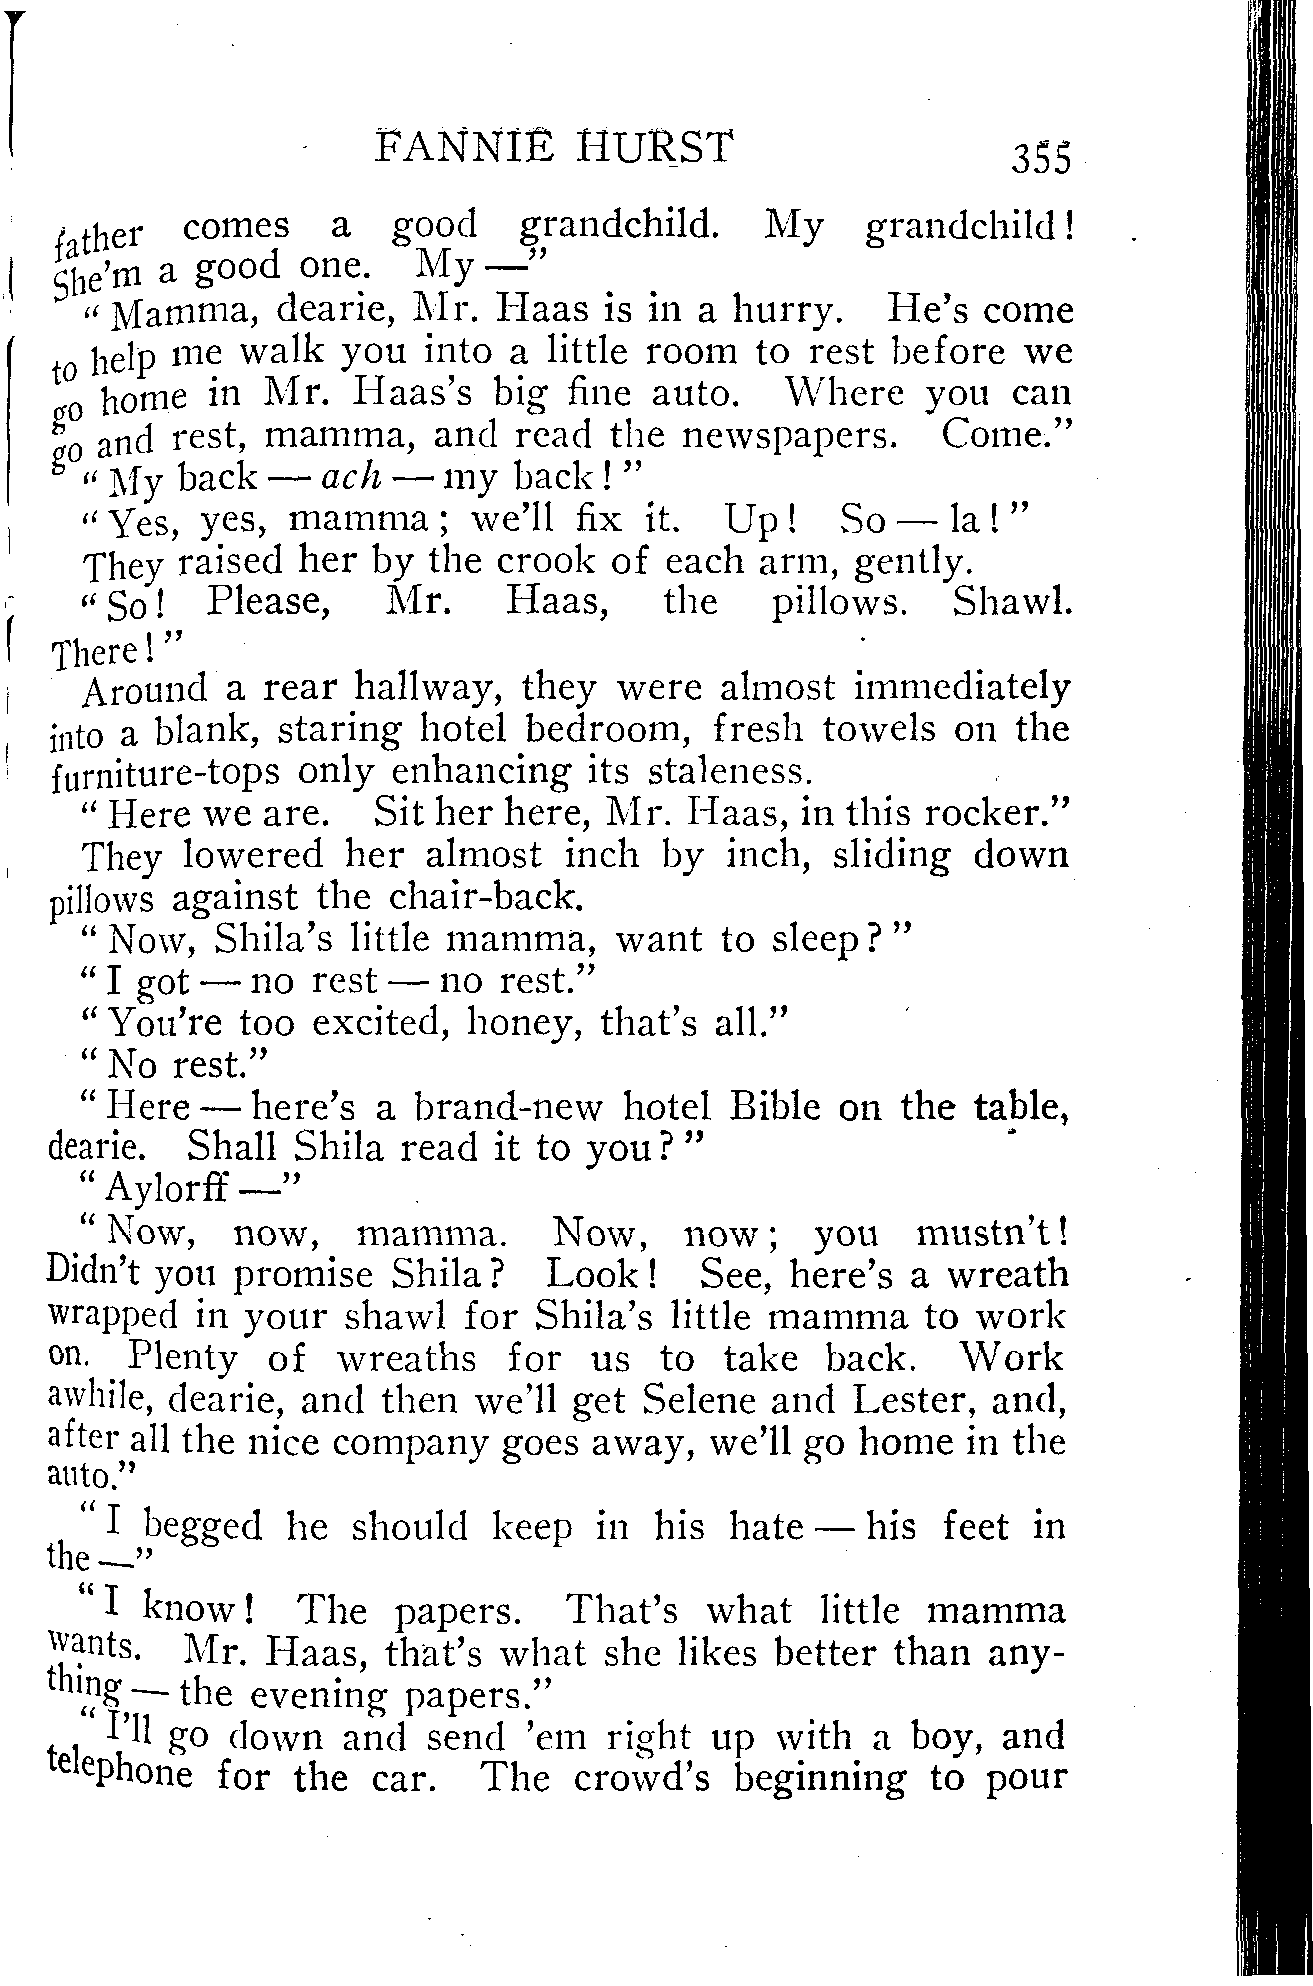 FANNIE HURST 355
father comes a good grandchild. My grandchild!
She'm a good one. My —"
"Mamma, dearie, Mr. Haas is in a hurry. He's come
to help me walk you into a little room to rest before we
go home in Mr. Haas's big fine auto. Where you can
go and rest, mamma, and read the newspapers. Come."
"My back — ach — my back!"
"Yes, yes, mamma; we'll fix it. Up! So — la!"
They raised her by the crook of each arm, gently.
"So! Please, Mr. Haas, the pillows. Shawl.
There!"
Around a rear hallway, they were almost immediately
into a blank, staring hotel bedroom, fresh towels on the
furniture-tops only enhancing its staleness.
"Here we are. Sit her here, Mr. Haas, in this rocker."
They lowered her almost inch by inch, sliding down
pillows against the chair-back.
"Now, Shila's little mamma, want to sleep?"
"I got — no rest — no rest."
"You're too excited, honey, that's all."
"No rest."
"Here — here's a brand-new hotel Bible on the table,
dearie. Shall Shila read it to you?"
"Aylorff —"
"Now, now, mamma. Now, now; you mustn't!
Didn't you promise Shila? Look! See, here's a wreath
wrapped in your shawl for Shila's little mamma to work
on. Plenty of wreaths for us to take back. Work
awhile, dearie, and then we'll get Selene and Lester, and,
after all the nice company goes away, we'll go home in the
auto."
"I begged he should keep in his hate — his feet in
the —"
"I know! The papers. That's what little mamma
wants. Mr. Haas, that's what she likes better than any-
thing — the evening papers."
"I'll go down and send 'em right up with a boy, and
telephone for the car. The crowd's beginning to pour